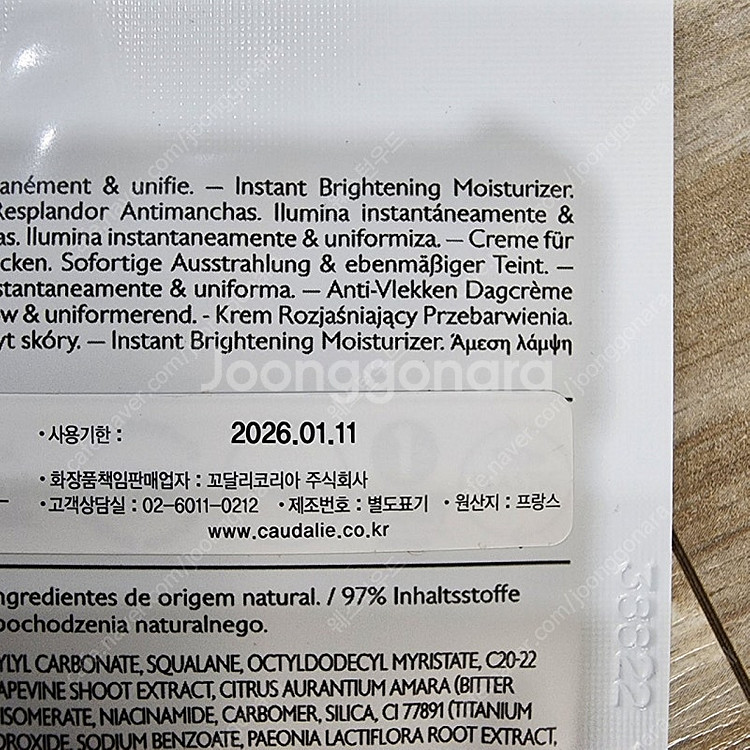 anément & unifie. — Instant Brightening Moisturizer.
Resplandor Antimanchas. Ilumina instantáneamente &
as. Ilumina instantaneamente & uniformiza. — Creme für
cken. Sofortige Ausstrahlung & ebenmäßiger Teint. —
stantaneamente & uniforma. — Anti-Vlekken Dagcrème
w & uniformerend. - Krem Rozjaśniający Przebarwienia.
yt skóry. — Instant Brightening Moisturizer. Άμεση λάμψη
Joonggonara
•사용기한 : 2026.01.11
•화장품책임판매업자 : 꼬달리코리아 주식회사
•고객상담실 : 02-6011-0212 •제조번호 : 별도표기 •원산지 : 프랑스
www.caudalie.co.kr
ngredientes de origem natural. / 97% Inhaltsstoffe
pochodzenia naturalnego.
YLYL CARBONATE, SQUALANE, OCTYLDODECYL MYRISTATE, C20-22
APEVINE SHOOT EXTRACT, CITRUS AURANTIUM AMARA (BITTER
ISOMERATE, NIACINAMIDE, CARBOMER, SILICA, CI 77891 (TITANIUM
DROXIDE, SODIUM BENZOATE, PAEONIA LACTIFLORA ROOT EXTRACT,